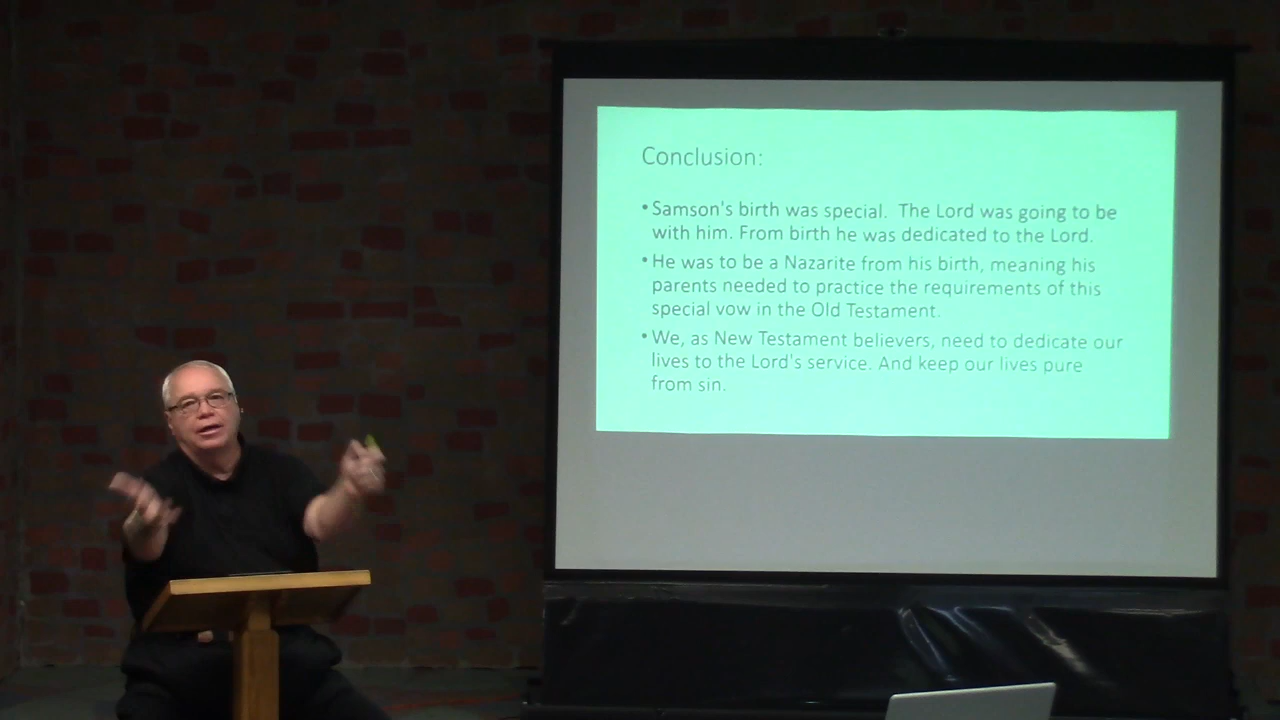 Conclusion:
• Samson's birth was special. The Lord was going to be
with him. From birth he was dedicated to the Lord.
• He was to be a Nazarite from his birth, meaning his
parents needed to practice the requirements of this
special vow in the Old Testament.
• We, as New Testament believers, need to dedicate our
lives to the Lord's service. And keep our lives pure
from sin.